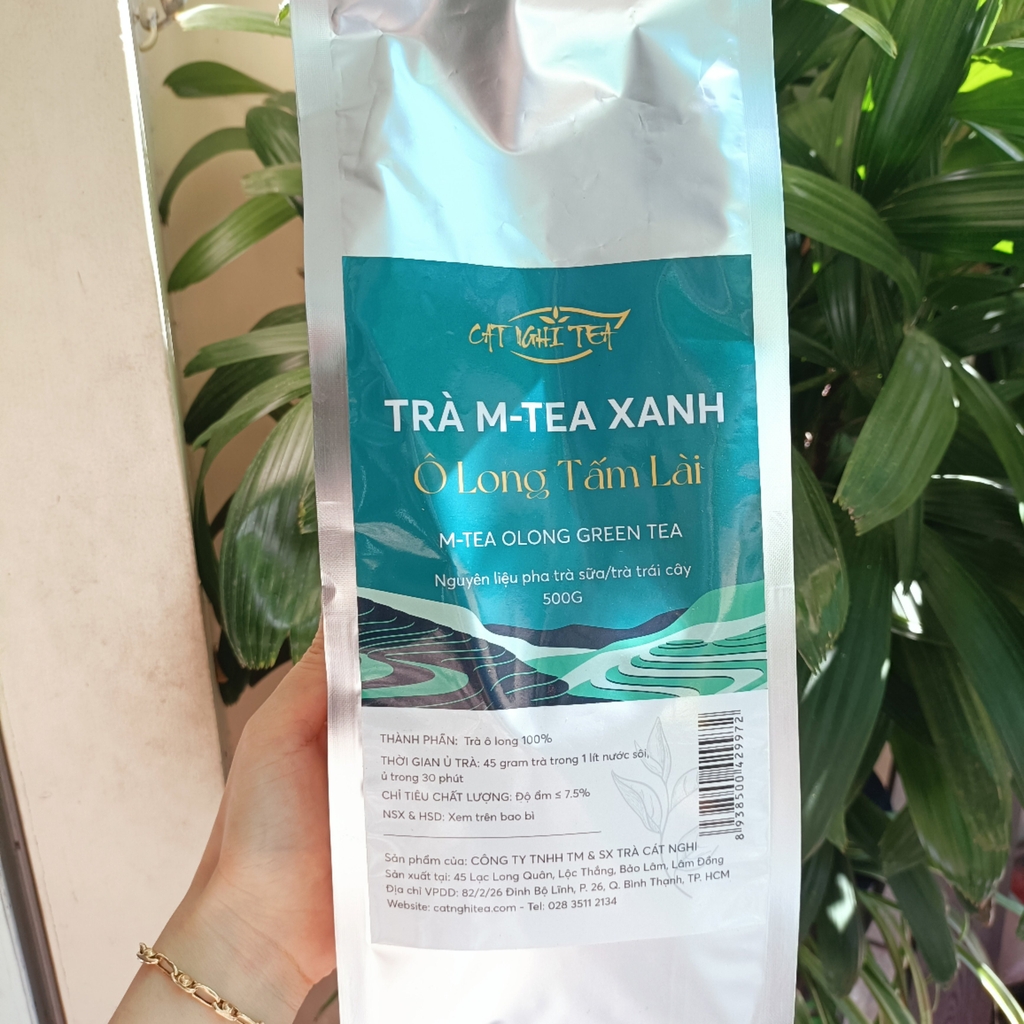 CAT NGHI TEA
TRÀ M-TEA XANH
Ô Long Tấm Lài
M-TEA OLONG GREEN TEA
Nguyên liệu pha trà sữa/trà trái cây
500G
THÀNH PHẦN: Trà ô long 100%
THỜI GIAN Ủ TRÀ: 45 gram trà trong 1 lít nước sôi,
ủ trong 30 phút
CHỈ TIÊU CHẤT LƯỢNG: Độ ẩm ≤ 7.5%
NSX & HSD: Xem trên bao bì
8 938500 429972
Sản phẩm của: CÔNG TY TNHH TM & SX TRÀ CÁT NGHI
Sản xuất tại: 45 Lạc Long Quân, Lộc Thắng, Bảo Lâm, Lâm Đồng
Địa chỉ VPDD: 82/2/26 Đinh Bộ Lĩnh, P. 26, Q. Bình Thạnh, TP. HCM
Website: catnghitea.com - Tel: 028 3511 2134